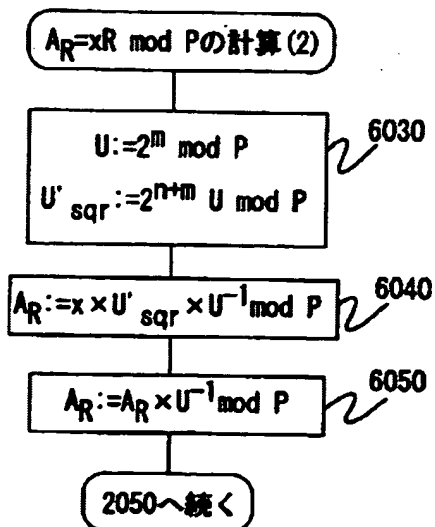 A_R=xR mod Pの計算(2)
U:=2^m mod P
6030
U'_sqr:=2^{n+m} U mod P
A_R:=x×U'_sqr×U^{-1}mod P
6040
A_R:=A_R×U^{-1}mod P
6050
2050へ続く